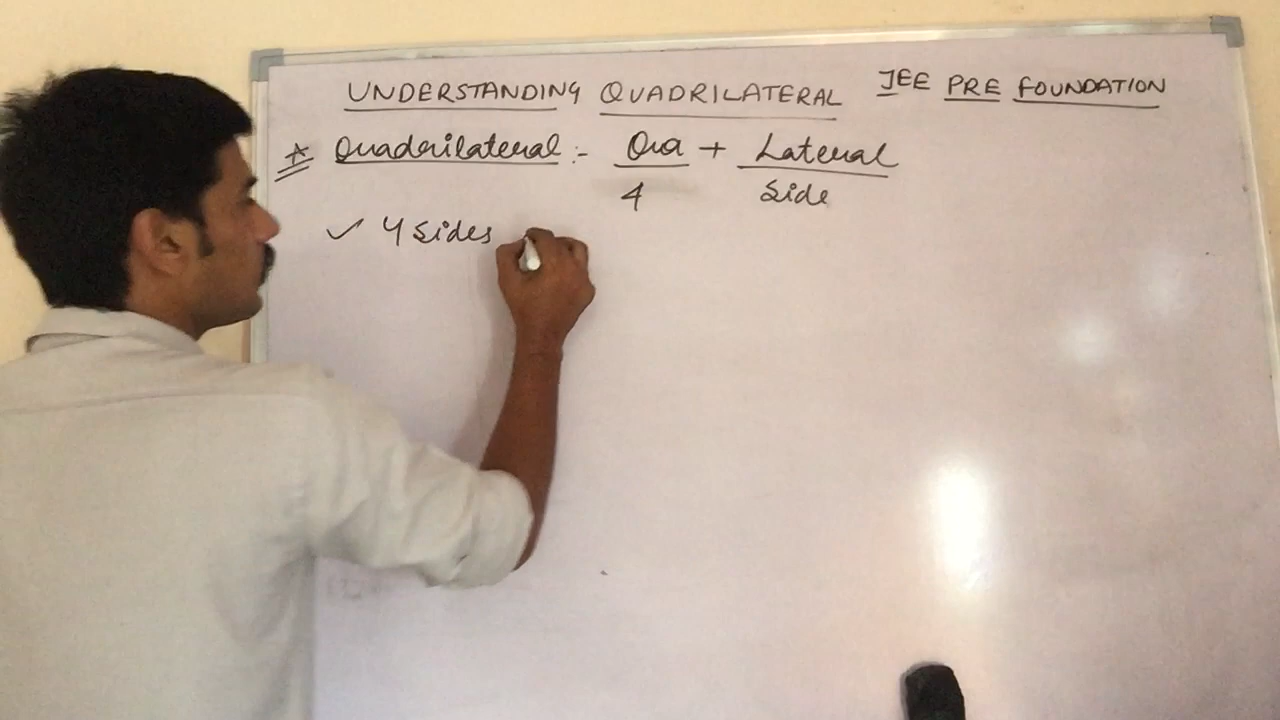 UNDERSTANDING QUADRILATERAL JEE PRE FOUNDATION
Quadrilateral :- Qua + Lateral
4 Side
✓ 4 sides